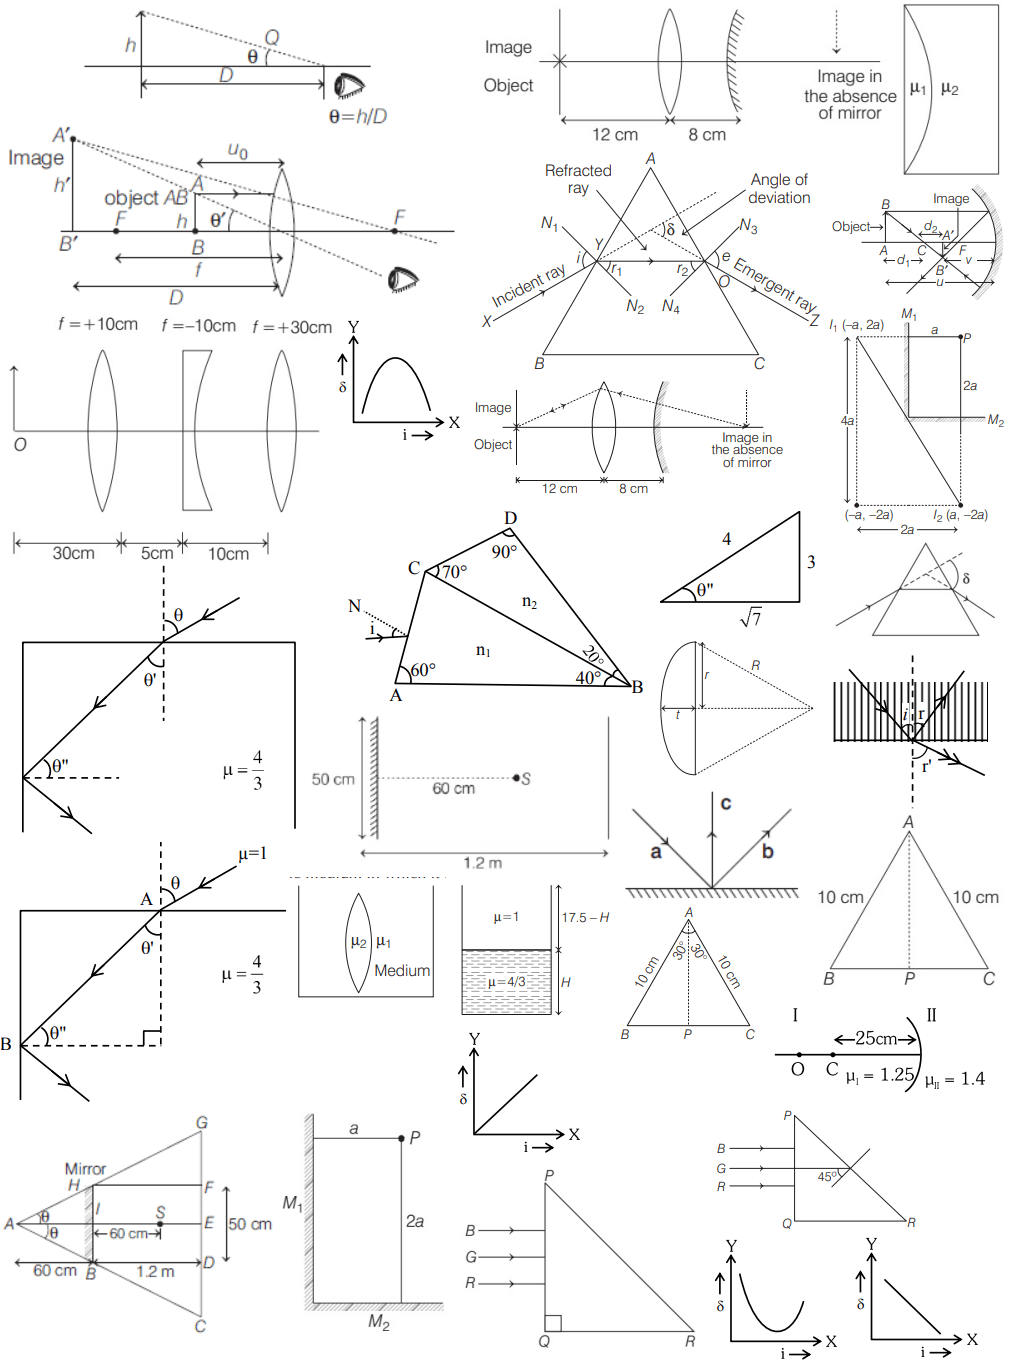 h
Q
θ
D
θ=h/D
Image
Object
12 cm
8 cm
Image in
the absence
of mirror
μ₁
μ₂
A′
Image
h′
u₀
A
object AB
F
h
θ′
F
B′
B
f
D
A
Refracted
ray
Angle of
deviation
N₁
N₃
δ
Y
i
r₁
r₂
e
O
Incident ray
Emergent ray
N₂
N₄
X
Z
B
C
B
Image
Object
d₂
A′
A
C
F
d₁
B′
v
u
f=+10cm
f=−10cm
f=+30cm
O
30cm
5cm
10cm
Y
δ
i
X
Image
Object
Image in
the absence
of mirror
12 cm
8 cm
I₁ (−a, 2a)
M₁
a
P
2a
4a
M₂
(−a, −2a)
I₂ (a, −2a)
2a
θ
θ'
θ"
μ = 4/3
D
90°
C
70°
N
i
n₂
n₁
60°
20°
40°
A
B
4
3
θ"
√7
δ
r
R
t
i
r
r'
50 cm
60 cm
S
1.2 m
a
c
b
A
10 cm
10 cm
B
P
C
μ=1
A
θ
θ'
μ = 4/3
B
θ"
μ₂
μ₁
Medium
μ=1
17.5−H
μ=4/3
H
A
30°
30°
10 cm
10 cm
B
P
C
I
II
25cm
O
C
μ_I = 1.25
μ_II = 1.4
Y
δ
i
X
G
Mirror
H
F
I
S
A
θ
θ
E
50 cm
60 cm
60 cm
B
1.2 m
D
C
a
P
M₁
2a
M₂
P
B
G
R
Q
R
P
B
G
R
45°
Q
R
Y
δ
i
X
Y
δ
i
X